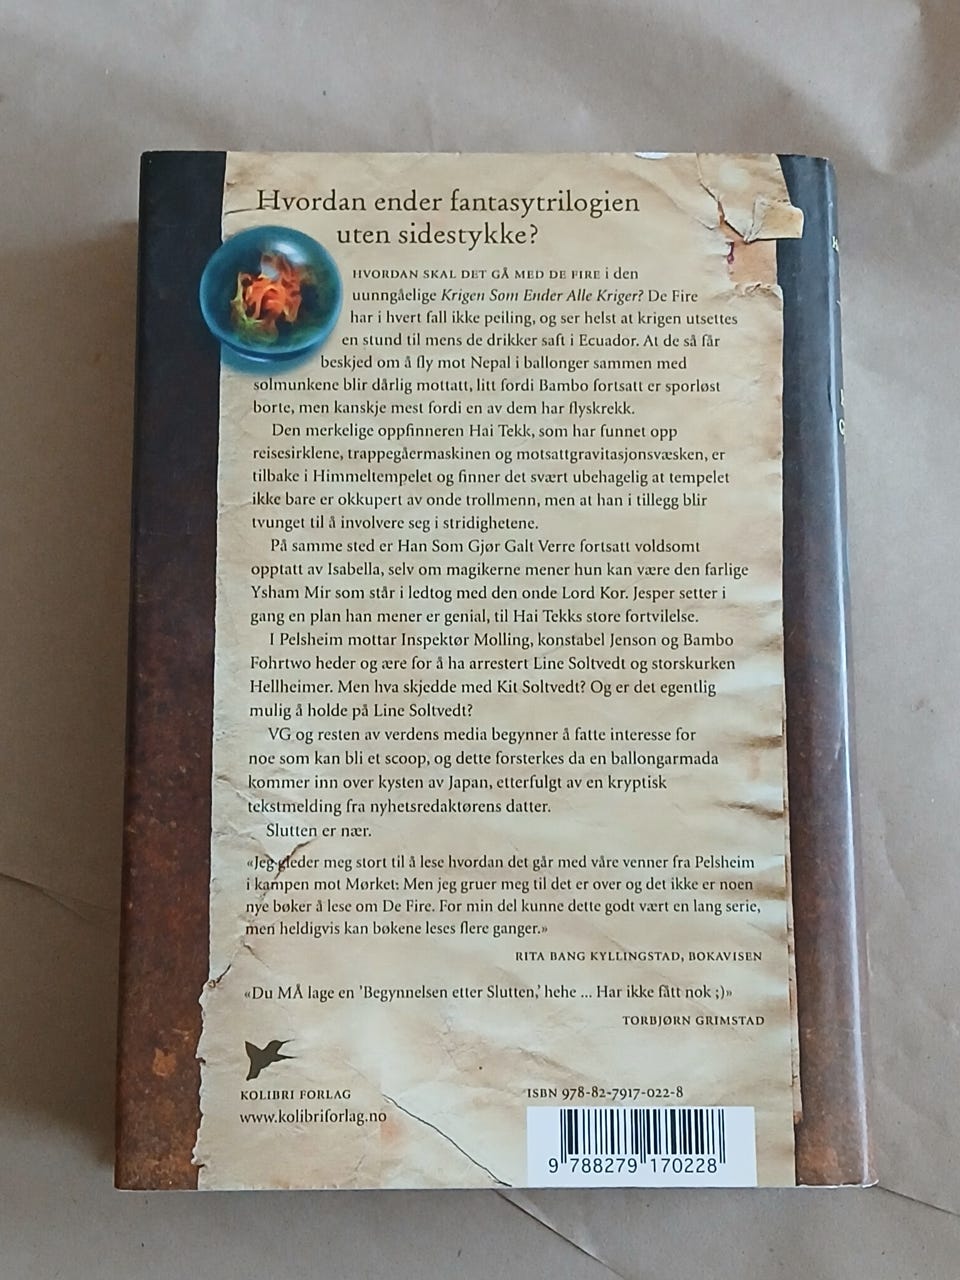 Hvordan ender fantasytrilogien
uten sidestykke?
HVORDAN SKAL DET GÅ MED DE FIRE i den
uunngåelige Krigen Som Ender Alle Kriger? De Fire
har i hvert fall ikke peiling, og ser helst at krigen utsettes
en stund til mens de drikker saft i Ecuador. At de så får
beskjed om å fly mot Nepal i ballonger sammen med
solmunkene blir dårlig mottatt, litt fordi Bambo fortsatt er sporløst
borte, men kanskje mest fordi en av dem har flyskrekk.
Den merkelige oppfinneren Hai Tekk, som har funnet opp
reisesirklene, trappegåermaskinen og motsattgravitasjonsvæsken, er
tilbake i Himmeltempelet og finner det svært ubehagelig at tempelet
ikke bare er okkupert av onde trollmenn, men at han i tillegg blir
tvunget til å involvere seg i stridighetene.
På samme sted er Han Som Gjør Galt Verre fortsatt voldsomt
opptatt av Isabella, selv om magikerne mener hun kan være den farlige
Ysham Mir som står i ledtog med den onde Lord Kor. Jesper setter i
gang en plan han mener er genial, til Hai Tekks store fortvilelse.
I Pelsheim mottar Inspektør Molling, konstabel Jenson og Bambo
Fohrtwo heder og ære for å ha arrestert Line Soltvedt og storskurken
Hellheimer. Men hva skjedde med Kit Soltvedt? Og er det egentlig
mulig å holde på Line Soltvedt?
VG og resten av verdens media begynner å fatte interesse for
noe som kan bli et scoop, og dette forsterkes da en ballongarmada
kommer inn over kysten av Japan, etterfulgt av en kryptisk
tekstmelding fra nyhetsredaktørens datter.
Slutten er nær.
«Jeg gleder meg stort til å lese hvordan det går med våre venner fra Pelsheim
i kampen mot Mørket: Men jeg gruer meg til det er over og det ikke er noen
nye bøker å lese om De Fire. For min del kunne dette godt vært en lang serie,
men heldigvis kan bøkene leses flere ganger.»
RITA BANG KYLLINGSTAD, BOKAVISEN
«Du MÅ lage en ’Begynnelsen etter Slutten,’ hehe ... Har ikke fått nok ;)»
TORBJØRN GRIMSTAD
KOLIBRI FORLAG
www.kolibriforlag.no
ISBN 978-82-7917-022-8
9 788279 170228